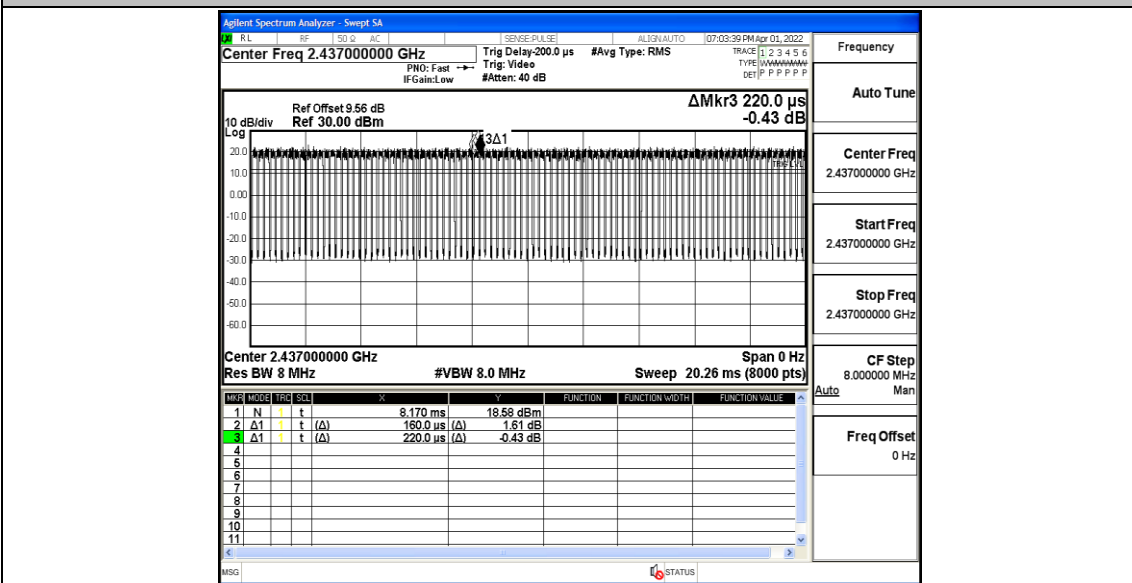 Agilent Spectrum Analyzer - Swept SA
RL RF 50 Ω AC SENSE:PULSE ALIGNAUTO 07:03:39 PM Apr 01, 2022
Center Freq 2.437000000 GHz
PNO: Fast
IFGain:Low
Trig Delay-200.0 µs
Trig: Video
#Atten: 40 dB
#Avg Type: RMS
TRACE 1 2 3 4 5 6
TYPE
DET P P P P P P
Ref Offset 9.56 dB
Ref 30.00 dBm
10 dB/div
Log
ΔMkr3 220.0 µs
-0.43 dB
3Δ1
TRIG LVL
20.0
10.0
0.00
-10.0
-20.0
-30.0
-40.0
-50.0
-60.0
Center 2.437000000 GHz Span 0 Hz
Res BW 8 MHz #VBW 8.0 MHz Sweep 20.26 ms (8000 pts)
MKR MODE TRC SCL X Y FUNCTION FUNCTION WIDTH FUNCTION VALUE
1 N 1 t 8.170 ms 18.58 dBm
2 Δ1 1 t (Δ) 160.0 µs (Δ) 1.61 dB
3 Δ1 1 t (Δ) 220.0 µs (Δ) -0.43 dB
4
5
6
7
8
9
10
11
MSG STATUS
Frequency
Auto Tune
Center Freq
2.437000000 GHz
Start Freq
2.437000000 GHz
Stop Freq
2.437000000 GHz
CF Step
8.000000 MHz
Auto Man
Freq Offset
0 Hz